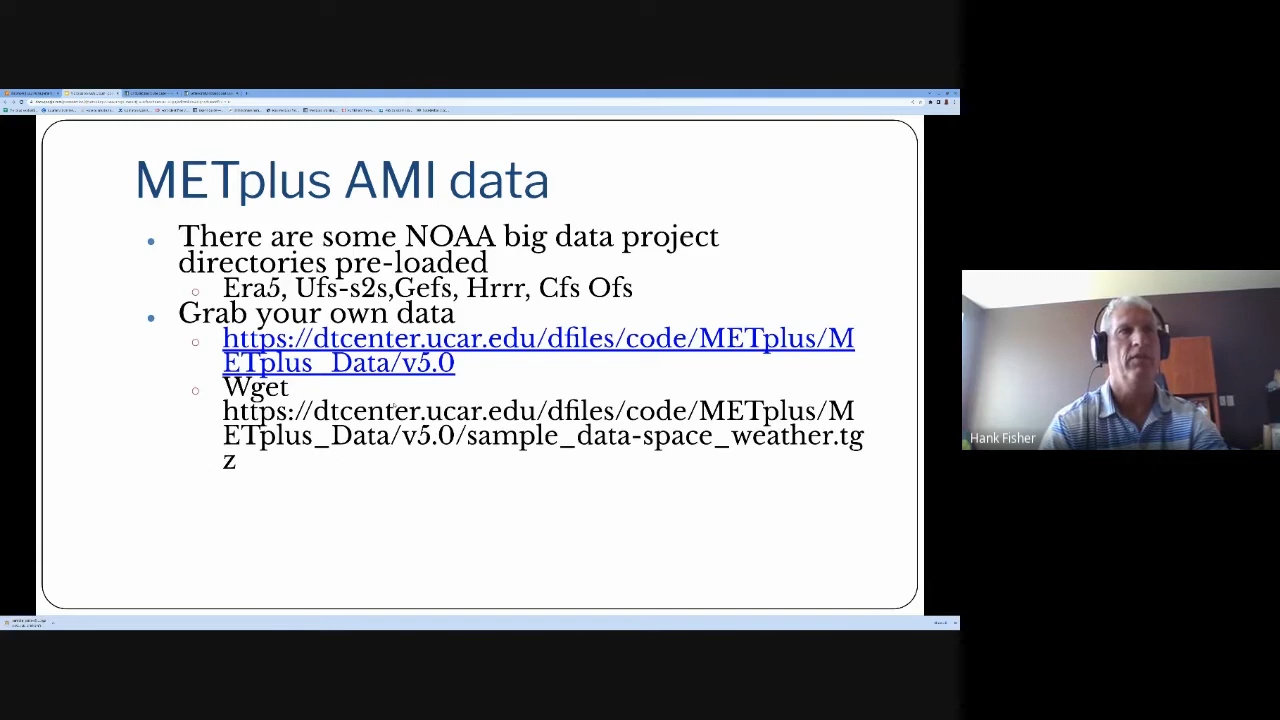 METplus AMI data
There are some NOAA big data project
directories pre-loaded
Era5, Ufs-s2s,Gefs, Hrrr, Cfs Ofs
Grab your own data
https://dtcenter.ucar.edu/dfiles/code/METplus/M
ETplus_Data/v5.0
Wget
https://dtcenter.ucar.edu/dfiles/code/METplus/M
ETplus_Data/v5.0/sample_data-space_weather.tg
z
Hank Fisher